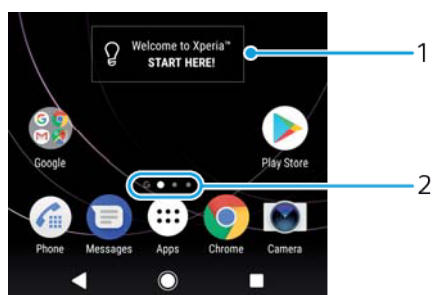 Welcome to Xperia™
START HERE!
1
Google
Play Store
2
Phone
Messages
Apps
Chrome
Camera